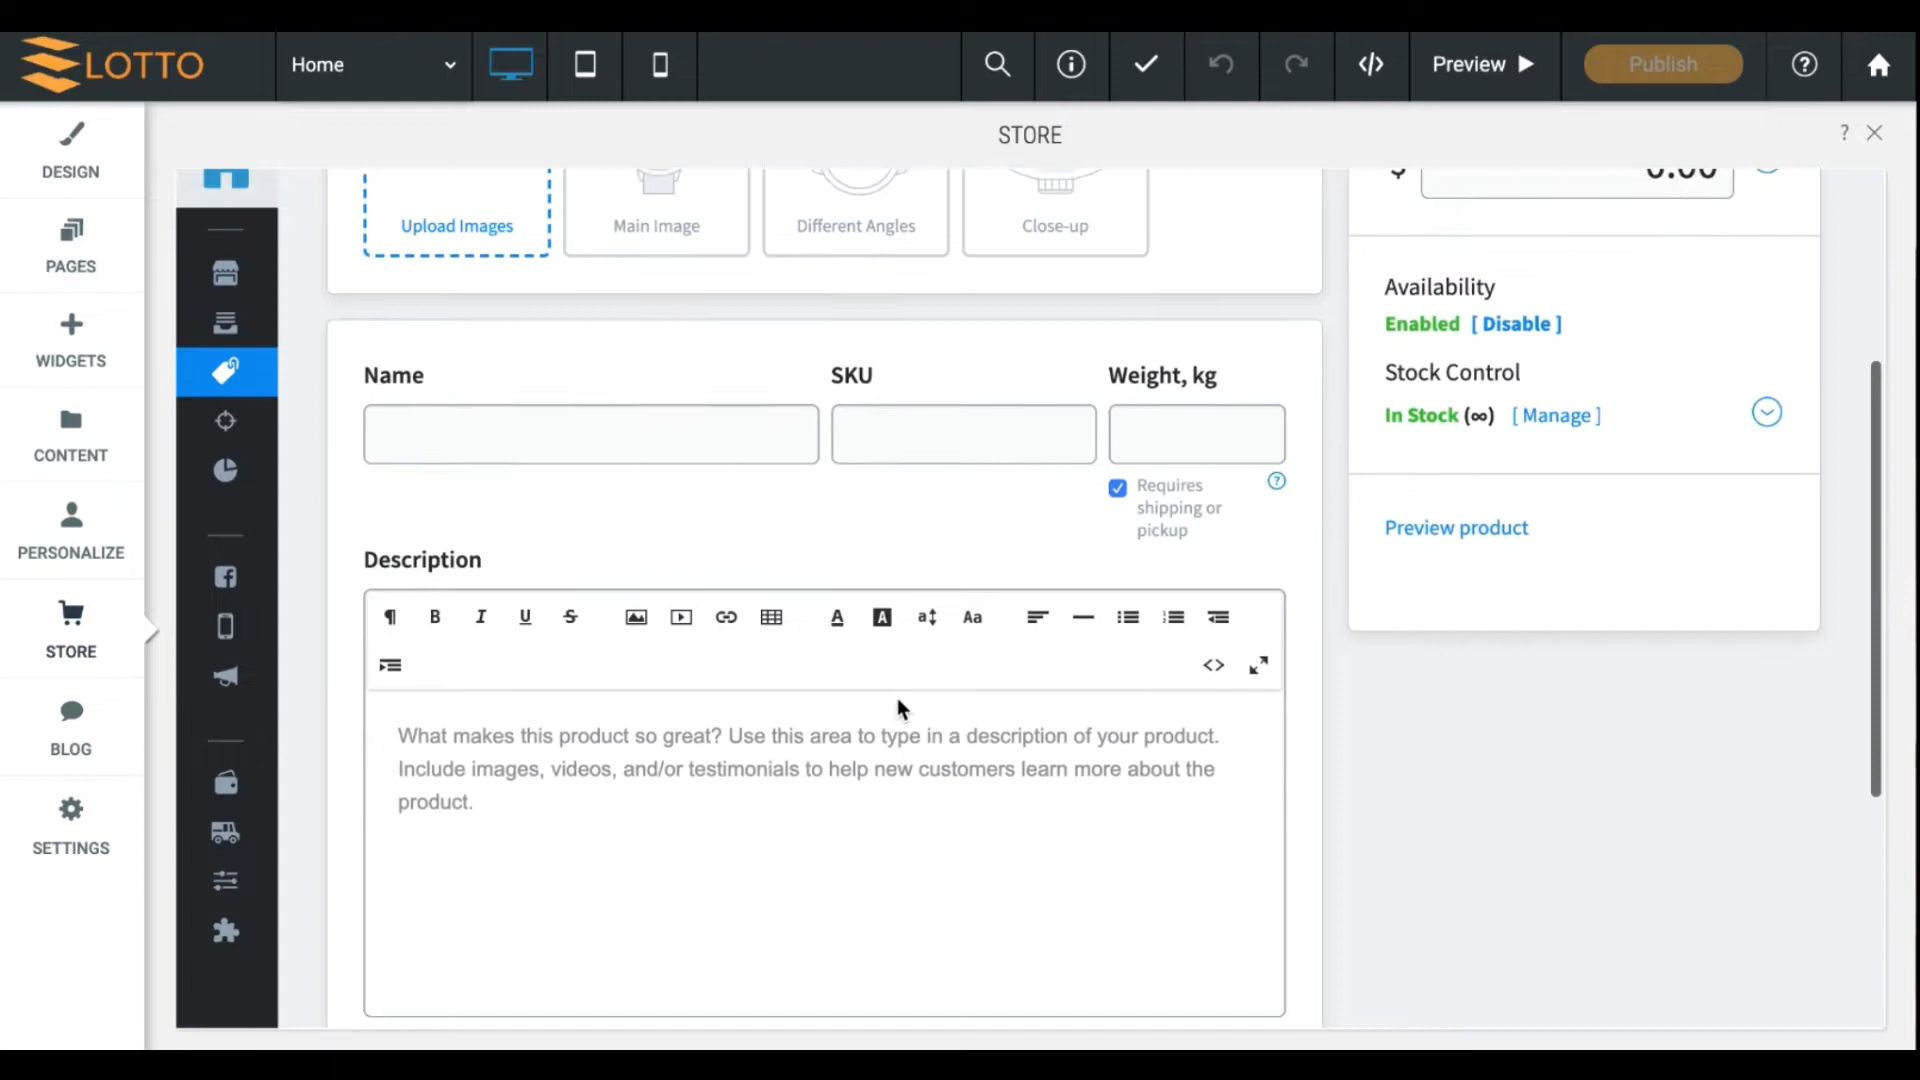 LOTTO
Home
Preview
Publish
STORE
?
DESIGN
PAGES
WIDGETS
CONTENT
PERSONALIZE
STORE
BLOG
SETTINGS
Upload Images
Main Image
Different Angles
Close-up
$ 0.00
Availability
Enabled [ Disable ]
Stock Control
In Stock (∞) [ Manage ]
Preview product
Name SKU Weight, kg
Requires
shipping or
pickup
Description
What makes this product so great? Use this area to type in a description of your product.
Include images, videos, and/or testimonials to help new customers learn more about the
product.